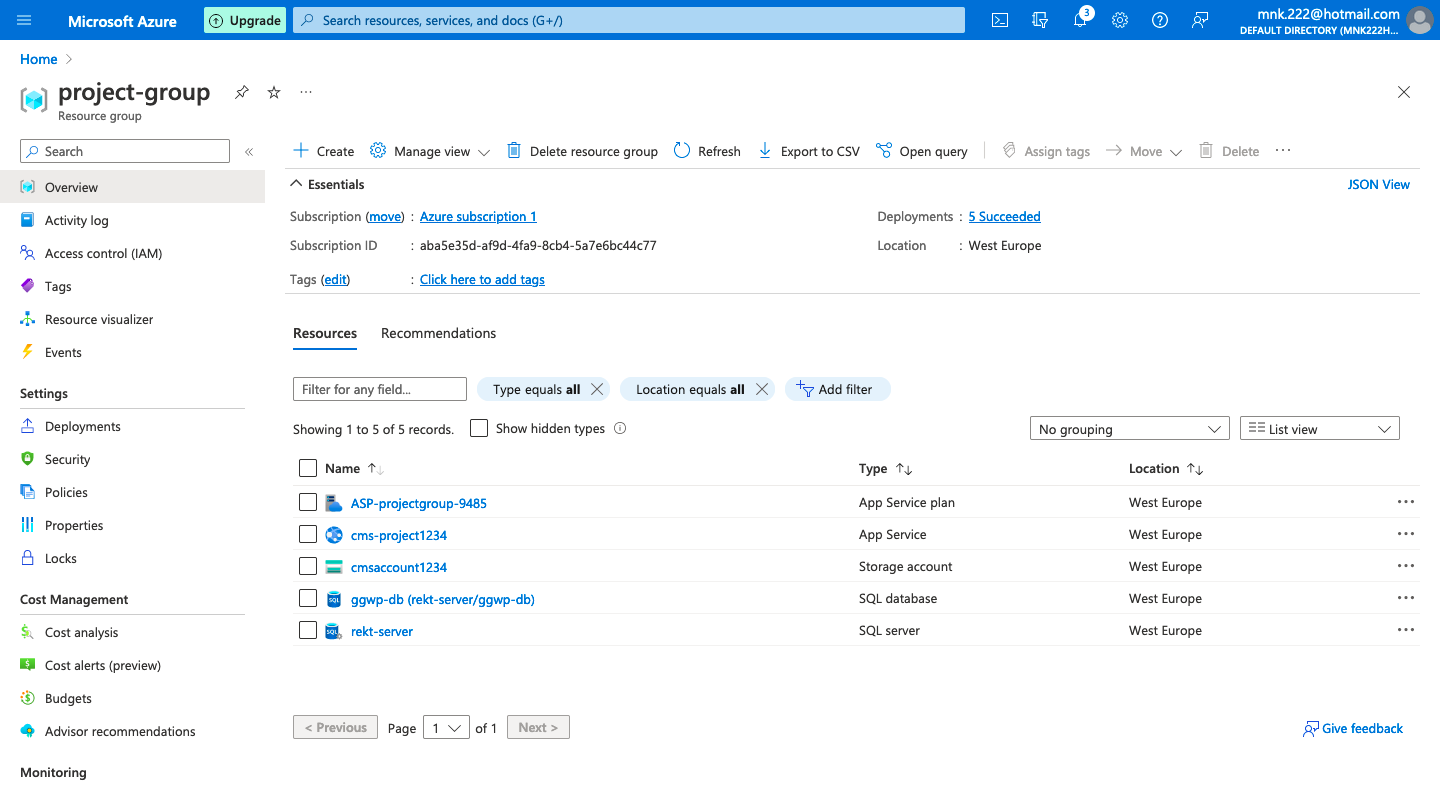 Microsoft Azure Upgrade Search resources, services, and docs (G+/) 3 mnk.222@hotmail.com
DEFAULT DIRECTORY (MNK222H...
Home
project-group
Resource group
Search
Create Manage view Delete resource group Refresh Export to CSV Open query Assign tags Move Delete
Overview
Activity log
Access control (IAM)
Tags
Resource visualizer
Events
Settings
Deployments
Security
Policies
Properties
Locks
Cost Management
Cost analysis
Cost alerts (preview)
Budgets
Advisor recommendations
Monitoring
Essentials JSON View
Subscription (move) : Azure subscription 1 Deployments : 5 Succeeded
Subscription ID : aba5e35d-af9d-4fa9-8cb4-5a7e6bc44c77 Location : West Europe
Tags (edit) : Click here to add tags
Resources Recommendations
Filter for any field... Type equals all Location equals all Add filter
Showing 1 to 5 of 5 records. Show hidden types No grouping List view
Name Type Location
ASP-projectgroup-9485 App Service plan West Europe
cms-project1234 App Service West Europe
cmsaccount1234 Storage account West Europe
SQL ggwp-db (rekt-server/ggwp-db) SQL database West Europe
SQL rekt-server SQL server West Europe
< Previous Page 1 of 1 Next > Give feedback